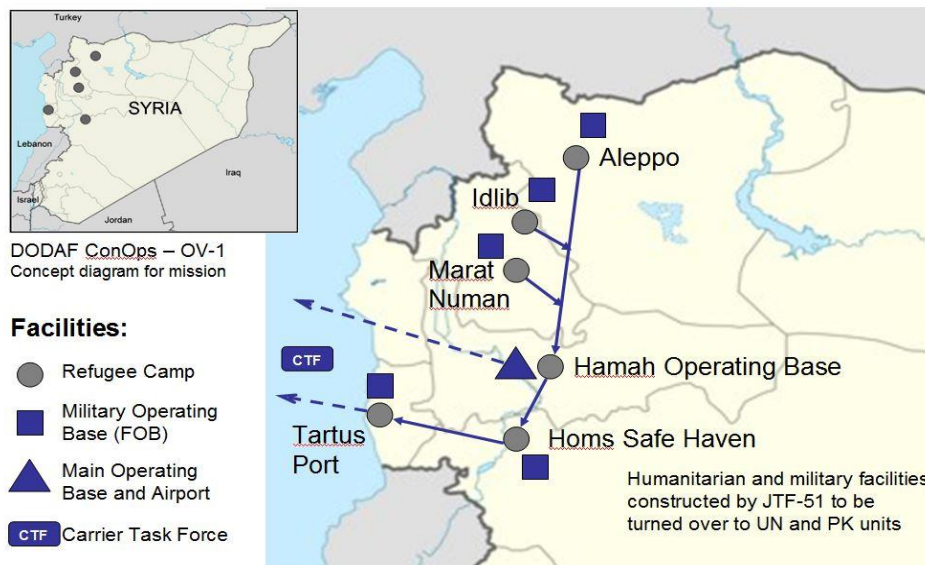 Turkey
SYRIA
Lebanon
Iraq
Israel
Jordan
DODAF ConOps – OV-1
Concept diagram for mission
Facilities:
Refugee Camp
Military Operating
Base (FOB)
Main Operating
Base and Airport
CTF
Carrier Task Force
Aleppo
Idlib
Marat
Numan
CTF
Hamah Operating Base
Tartus
Port
Homs Safe Haven
Humanitarian and military facilities
constructed by JTF-51 to be
turned over to UN and PK units